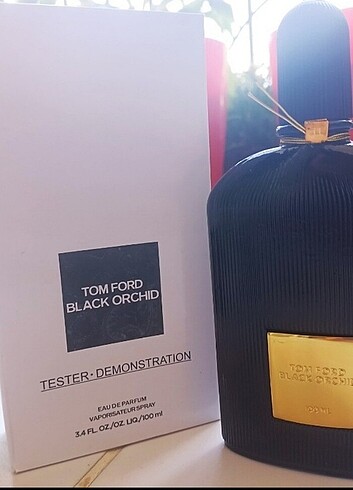 TOM FORD
BLACK ORCHID
TESTER • DEMONSTRATION
EAU DE PARFUM
VAPORISATEUR SPRAY
3.4 FL. OZ./OZ. LIQ./100 ml
TOM FORD
BLACK ORCHID